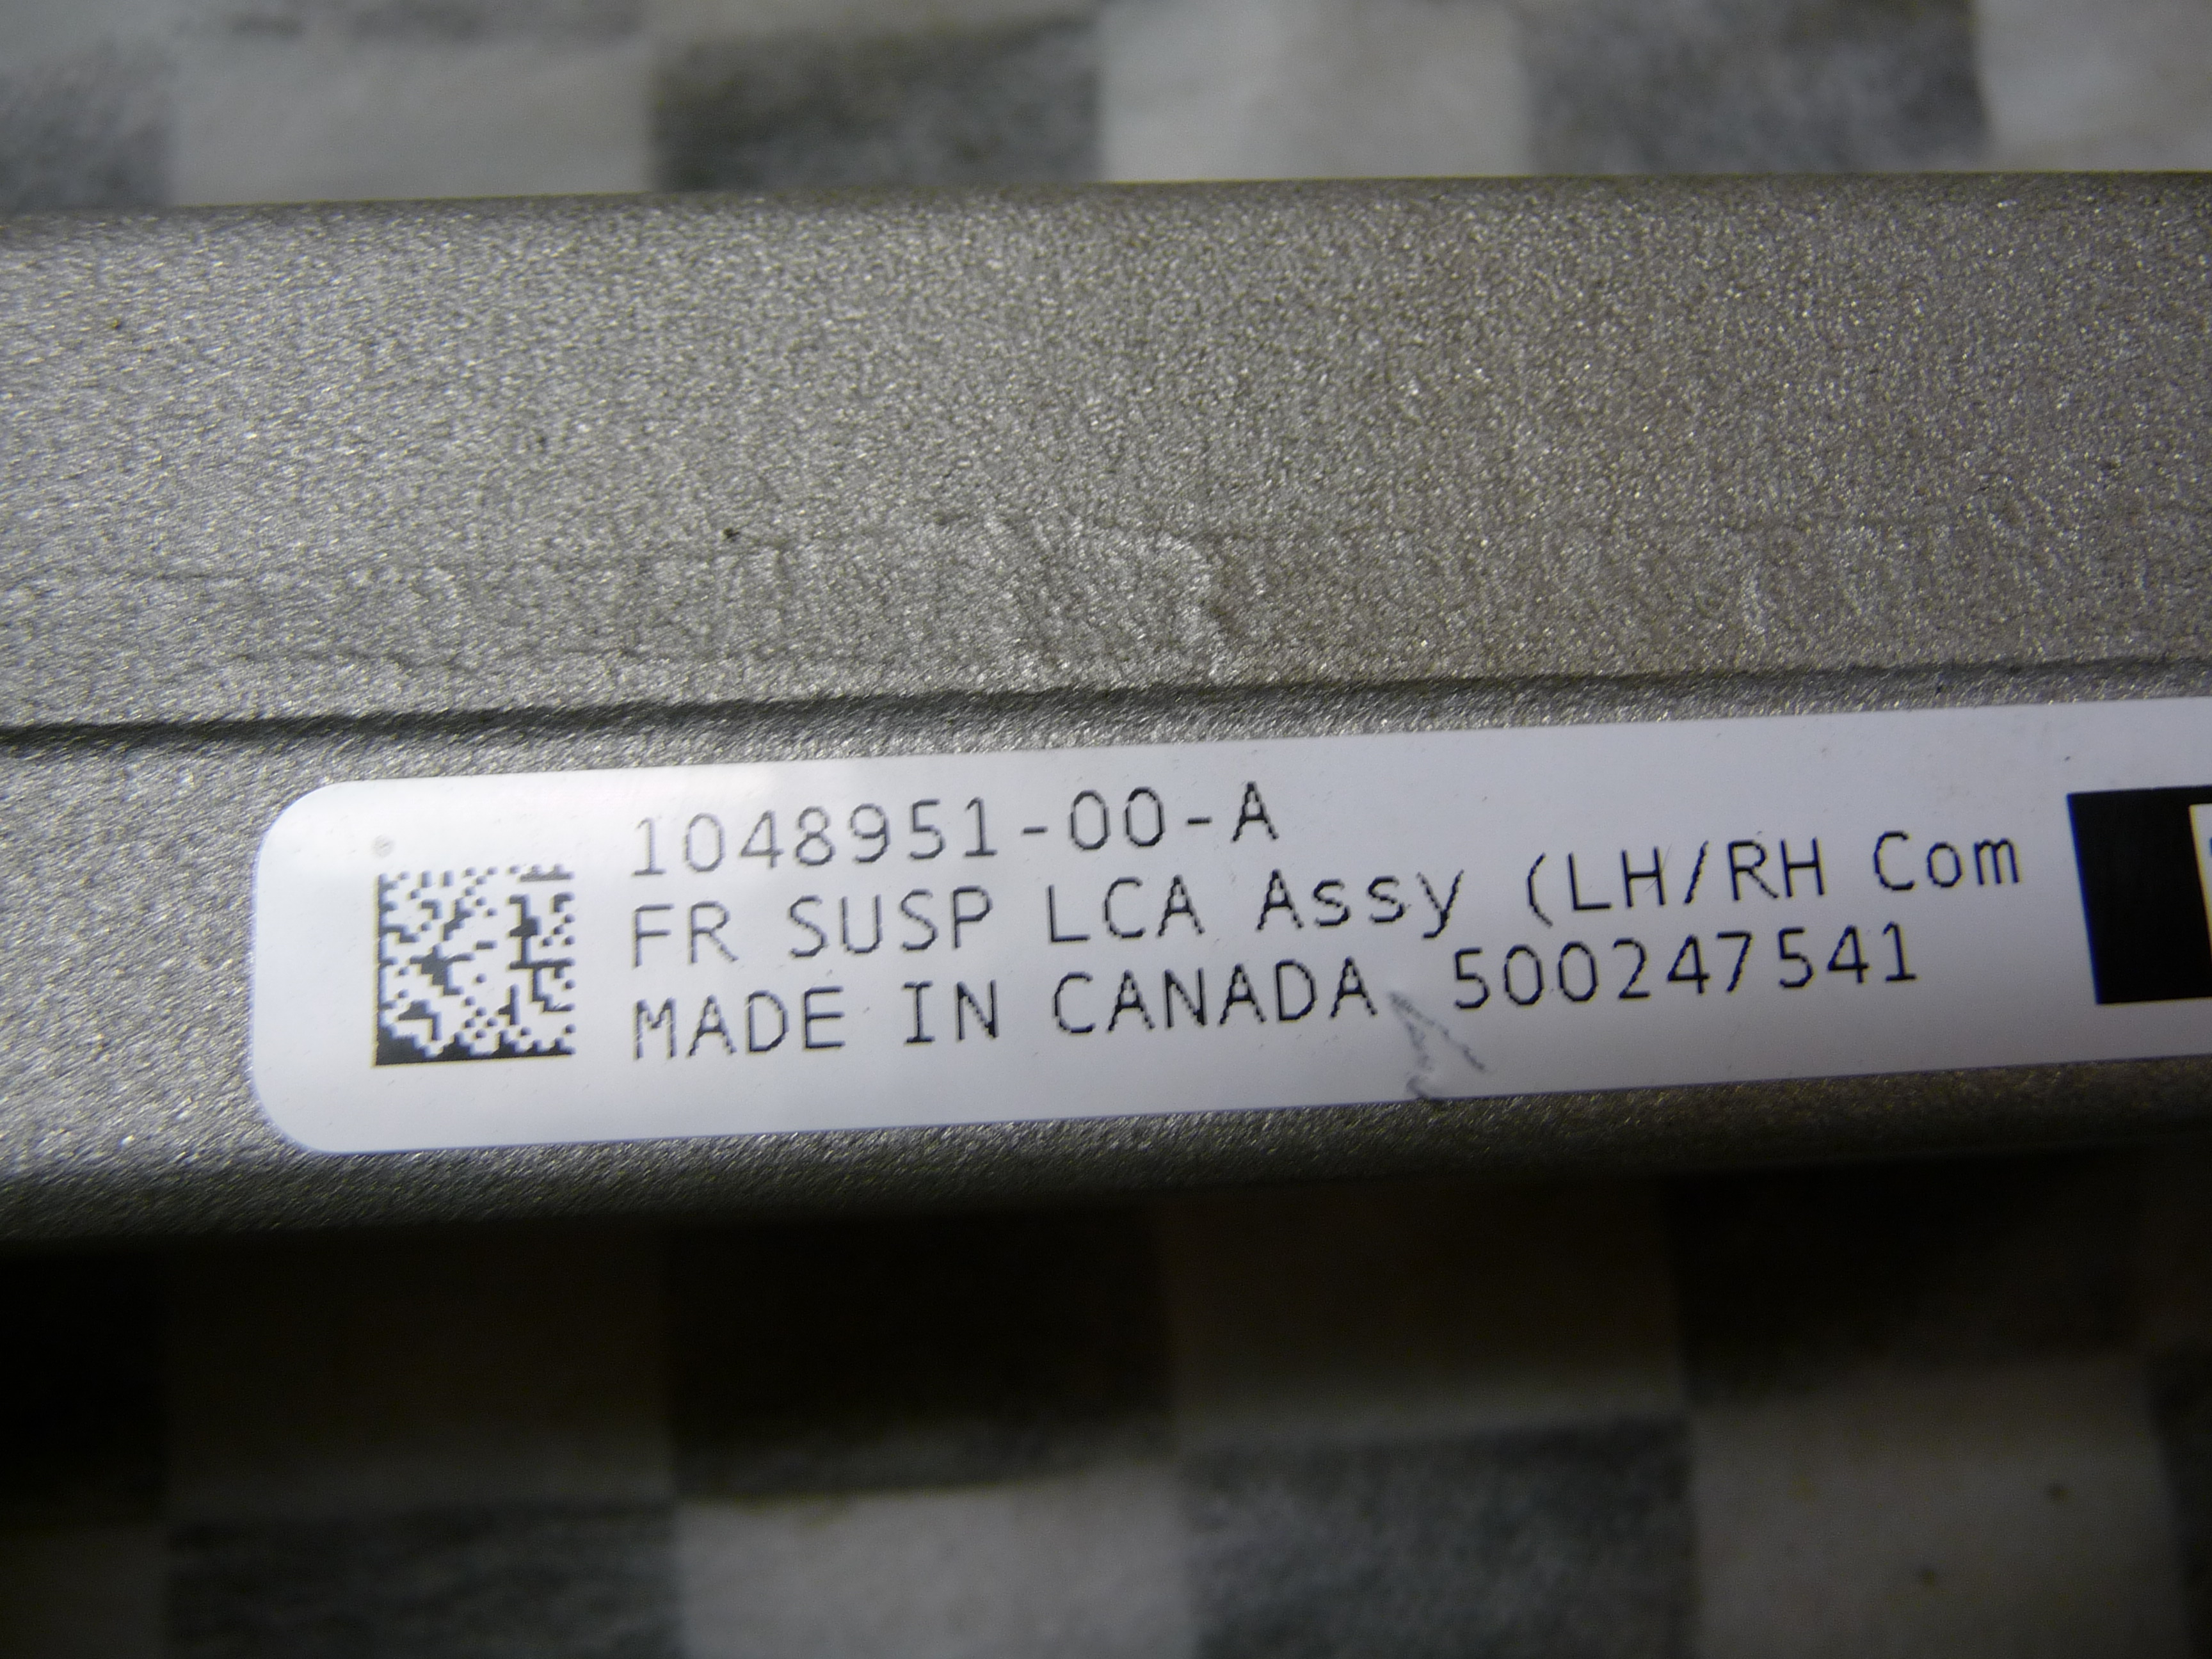 1048951-00-A
FR SUSP LCA Assy (LH/RH Com
MADE IN CANADA 500247541